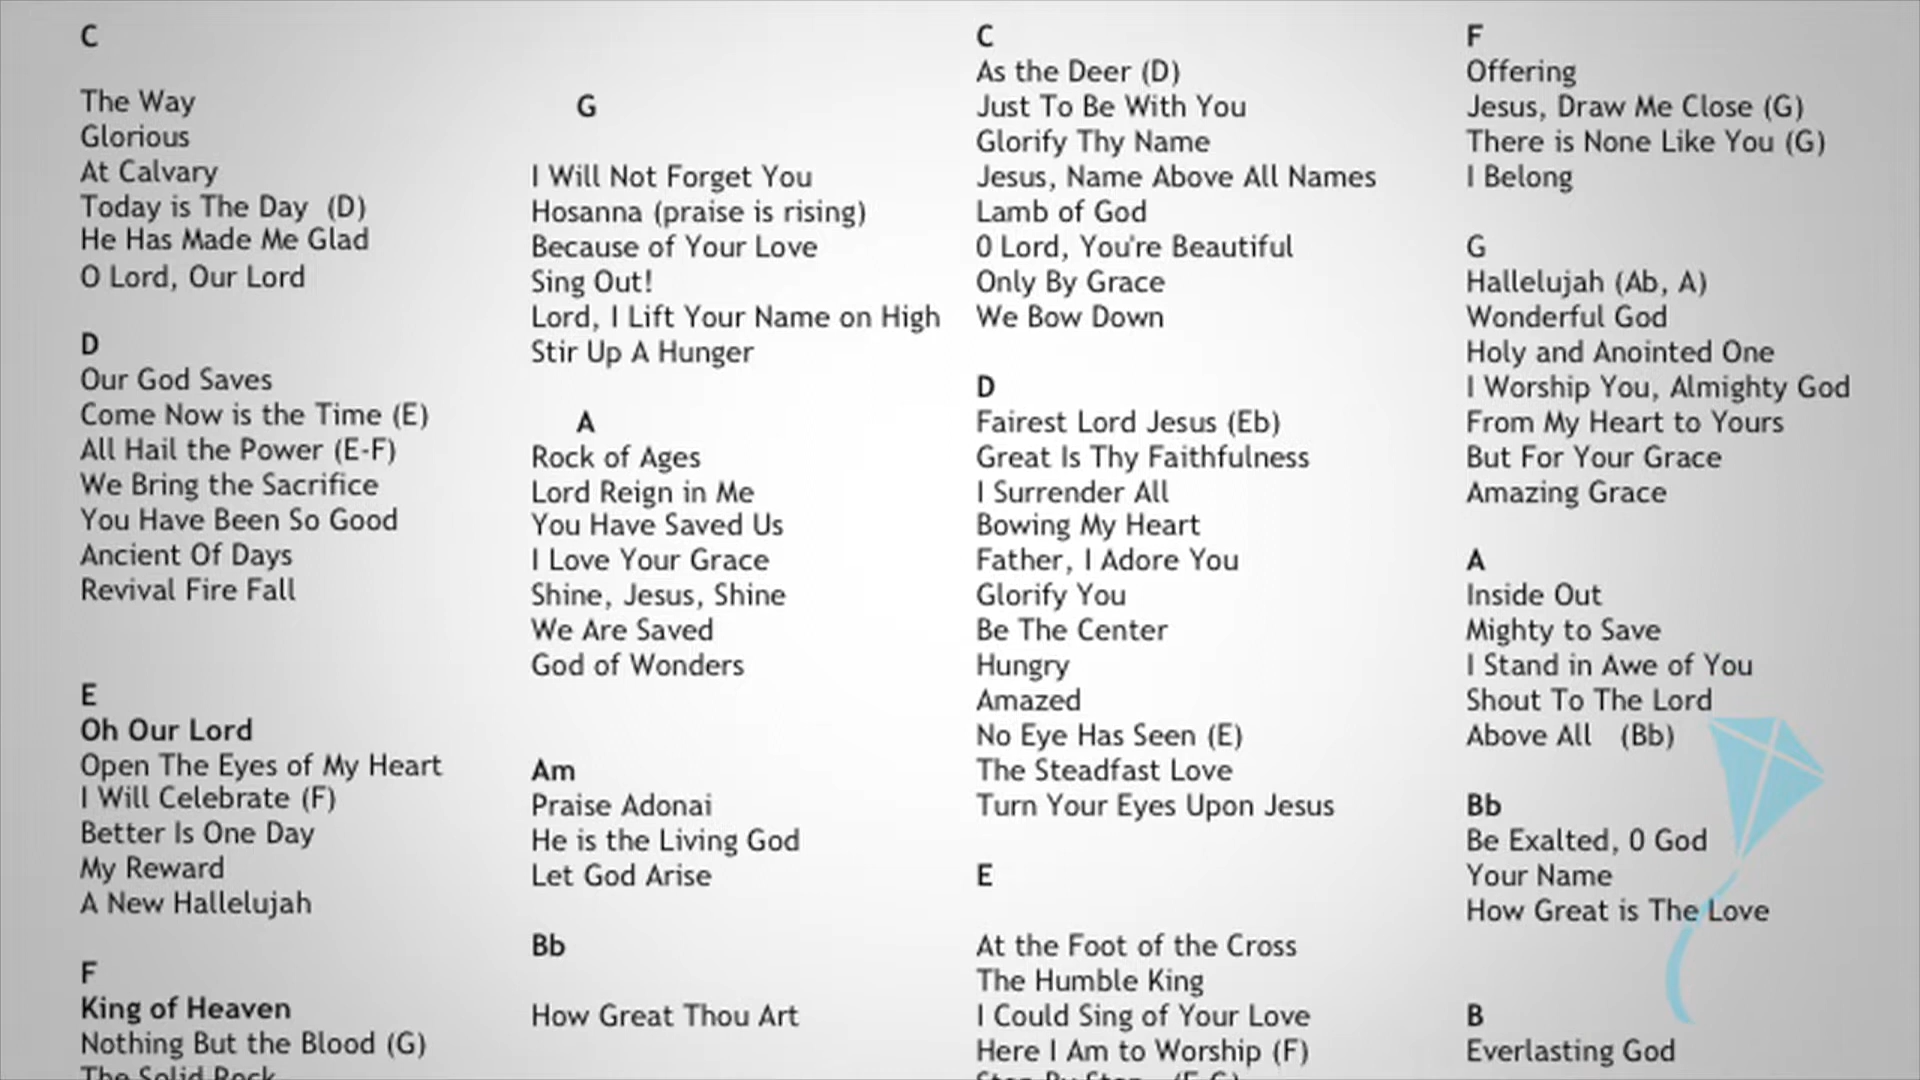 C
The Way
Glorious
At Calvary
Today is The Day (D)
He Has Made Me Glad
O Lord, Our Lord
D
Our God Saves
Come Now is the Time (E)
All Hail the Power (E-F)
We Bring the Sacrifice
You Have Been So Good
Ancient Of Days
Revival Fire Fall
E
Oh Our Lord
Open The Eyes of My Heart
I Will Celebrate (F)
Better Is One Day
My Reward
A New Hallelujah
F
King of Heaven
Nothing But the Blood (G)
The Solid Rock
G
I Will Not Forget You
Hosanna (praise is rising)
Because of Your Love
Sing Out!
Lord, I Lift Your Name on High
Stir Up A Hunger
A
Rock of Ages
Lord Reign in Me
You Have Saved Us
I Love Your Grace
Shine, Jesus, Shine
We Are Saved
God of Wonders
Am
Praise Adonai
He is the Living God
Let God Arise
Bb
How Great Thou Art
C
As the Deer (D)
Just To Be With You
Glorify Thy Name
Jesus, Name Above All Names
Lamb of God
0 Lord, You're Beautiful
Only By Grace
We Bow Down
D
Fairest Lord Jesus (Eb)
Great Is Thy Faithfulness
I Surrender All
Bowing My Heart
Father, I Adore You
Glorify You
Be The Center
Hungry
Amazed
No Eye Has Seen (E)
The Steadfast Love
Turn Your Eyes Upon Jesus
E
At the Foot of the Cross
The Humble King
I Could Sing of Your Love
Here I Am to Worship (F)
F
Offering
Jesus, Draw Me Close (G)
There is None Like You (G)
I Belong
G
Hallelujah (Ab, A)
Wonderful God
Holy and Anointed One
I Worship You, Almighty God
From My Heart to Yours
But For Your Grace
Amazing Grace
A
Inside Out
Mighty to Save
I Stand in Awe of You
Shout To The Lord
Above All (Bb)
Bb
Be Exalted, 0 God
Your Name
How Great is The Love
B
Everlasting God